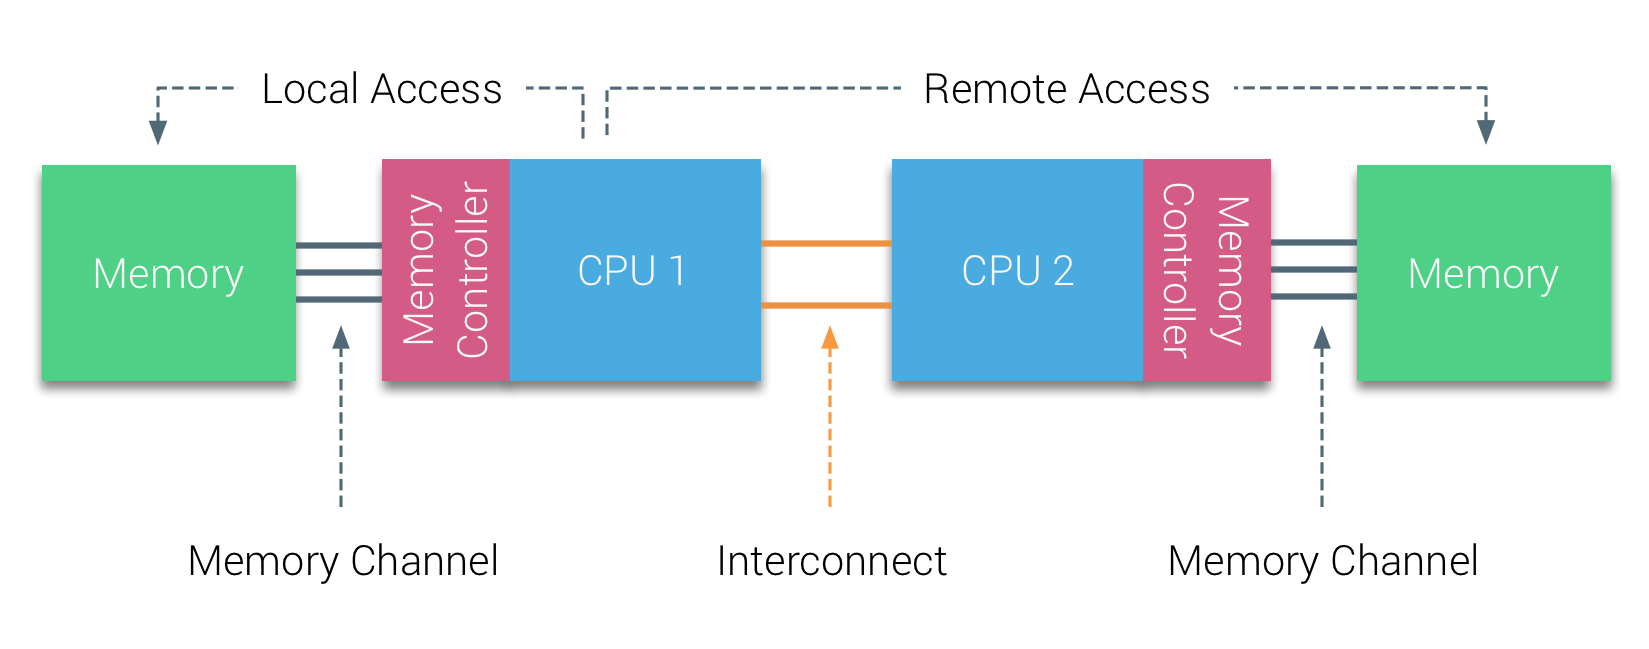 Local Access
Remote Access
Memory
Memory
Controller
CPU 1
CPU 2
Memory
Controller
Memory
Memory Channel
Interconnect
Memory Channel